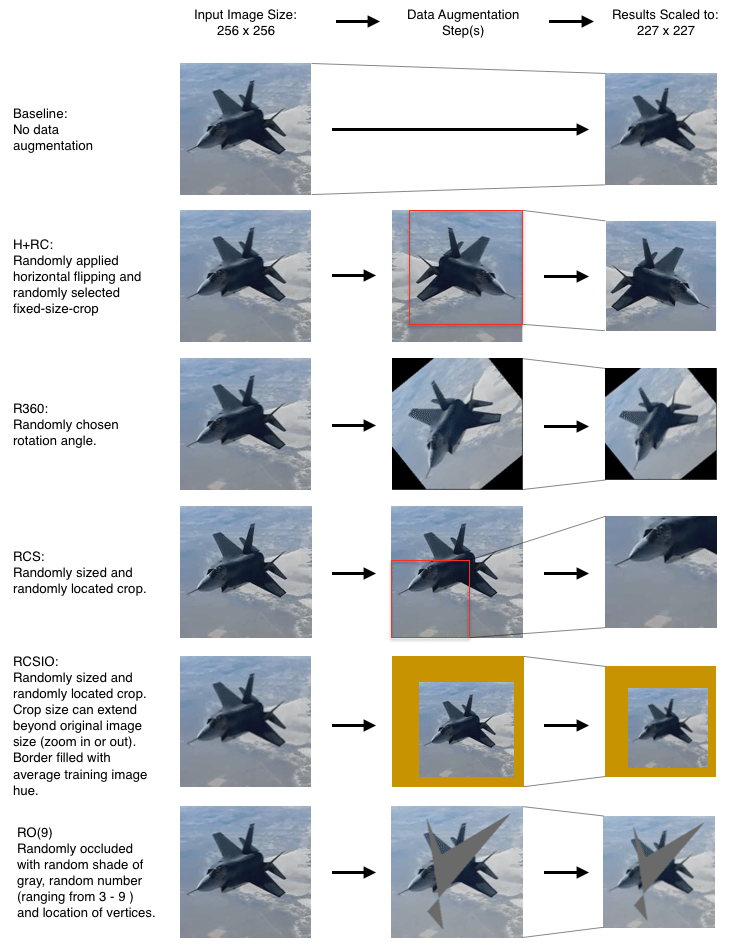 Input Image Size:
256 x 256
Data Augmentation
Step(s)
Results Scaled to:
227 x 227
Baseline:
No data
augmentation
H+RC:
Randomly applied
horizontal flipping and
randomly selected
fixed-size-crop
R360:
Randomly chosen
rotation angle.
RCS:
Randomly sized and
randomly located crop.
RCSIO:
Randomly sized and
randomly located crop.
Crop size can extend
beyond original image
size (zoom in or out).
Border filled with
average training image
hue.
RO(9)
Randomly occluded
with random shade of
gray, random number
(ranging from 3 - 9 )
and location of vertices.